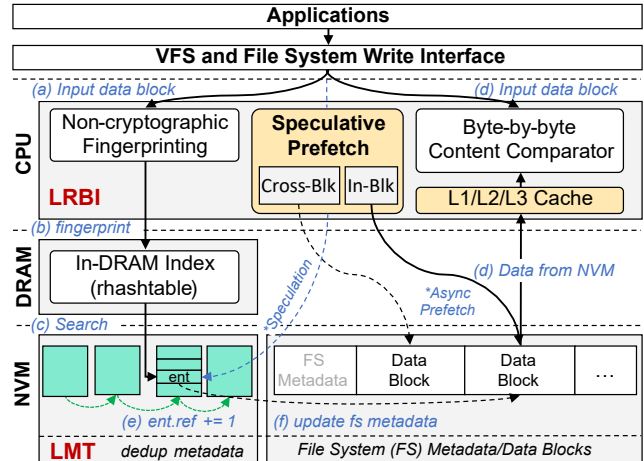 Applications
VFS and File System Write Interface
(a) Input data block
(d) Input data block
CPU
Non-cryptographic
Fingerprinting
Speculative
Prefetch
Cross-Blk
In-Blk
Byte-by-byte
Content Comparator
L1/L2/L3 Cache
LRBI
(b) fingerprint
DRAM
In-DRAM Index
(rhashtable)
*Speculation
(d) Data from NVM
*Async
Prefetch
(c) Search
NVM
ent
FS
Metadata
Data
Block
Data
Block
...
(e) ent.ref += 1
(f) update fs metadata
LMT
dedup metadata
File System (FS) Metadata/Data Blocks